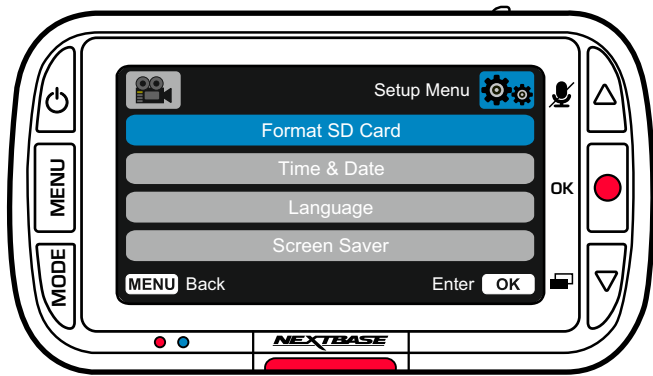 Setup Menu
Format SD Card
Time & Date
Language
Screen Saver
MENU Back
Enter OK
MENU
MODE
OK
NEXTBASE